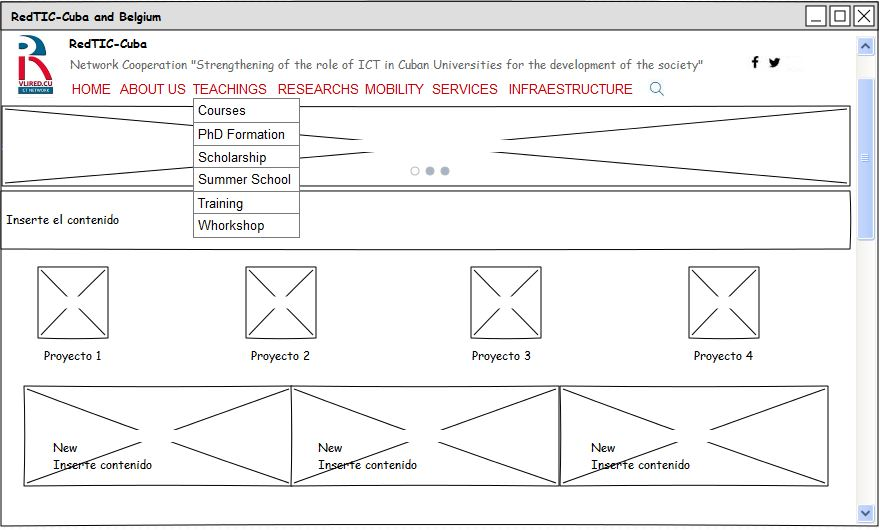 RedTIC-Cuba and Belgium
RedTIC-Cuba
Network Cooperation "Strengthening of the role of ICT in Cuban Universities for the development of the society"
VLIRED.CU
ICT NETWORK
HOME ABOUT US TEACHINGS RESEARCHS MOBILITY SERVICES INFRAESTRUCTURE
Courses
PhD Formation
Scholarship
Summer School
Training
Whorkshop
Inserte el contenido
Proyecto 1 Proyecto 2 Proyecto 3 Proyecto 4
New New New
Inserte contenido Inserte contenido Inserte contenido